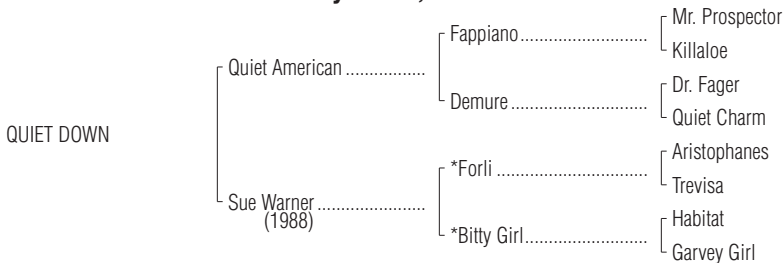 Mr. Prospector
Fappiano
Killaloe
Quiet American
Dr. Fager
Demure
Quiet Charm
QUIET DOWN
Aristophanes
*Forli
Trevisa
Sue Warner
(1988)
Habitat
*Bitty Girl
Garvey Girl